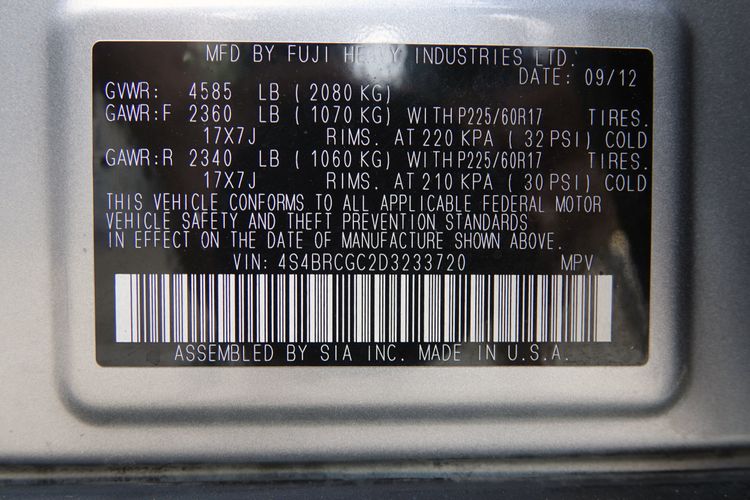 MFD BY FUJI HEAVY INDUSTRIES LTD.
DATE: 09/12
GVWR: 4585 LB ( 2080 KG)
GAWR:F 2360 LB ( 1070 KG) WITH P225/60R17 TIRES.
17X7J RIMS. AT 220 KPA ( 32 PSI) COLD
GAWR:R 2340 LB ( 1060 KG) WITH P225/60R17 TIRES.
17X7J RIMS. AT 210 KPA ( 30 PSI) COLD
THIS VEHICLE CONFORMS TO ALL APPLICABLE FEDERAL MOTOR
VEHICLE SAFETY AND THEFT PREVENTION STANDARDS
IN EFFECT ON THE DATE OF MANUFACTURE SHOWN ABOVE.
VIN: 4S4BRCGC2D3233720 MPV
ASSEMBLED BY SIA INC. MADE IN U.S.A.